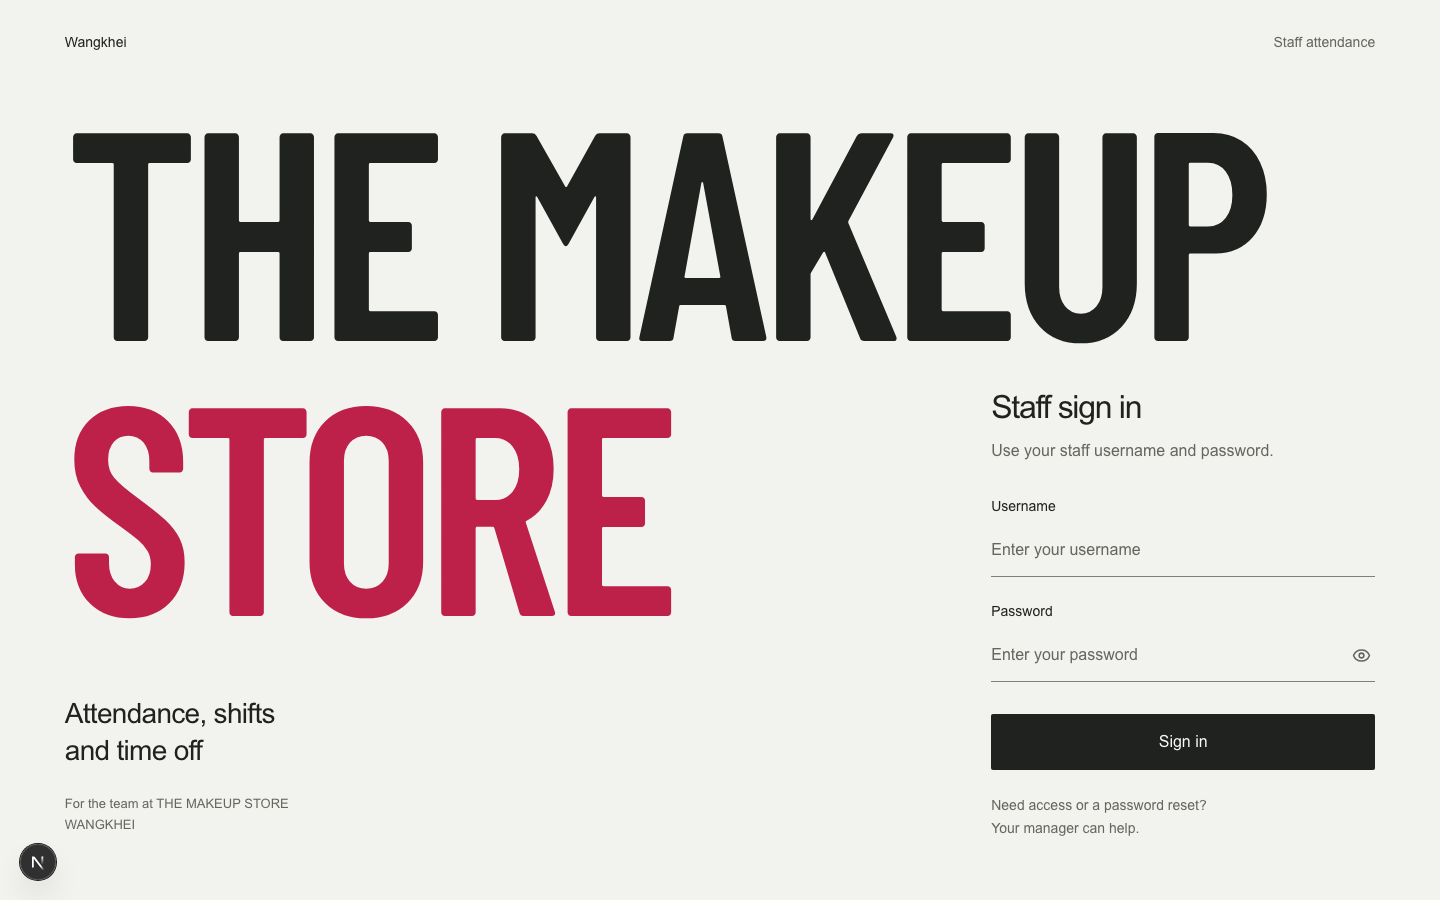 Wangkhei
Staff attendance
THE MAKEUP
STORE
Attendance, shifts
and time off
For the team at THE MAKEUP STORE
WANGKHEI
Staff sign in
Use your staff username and password.
Username
Enter your username
Password
Enter your password
Sign in
Need access or a password reset?
Your manager can help.
N